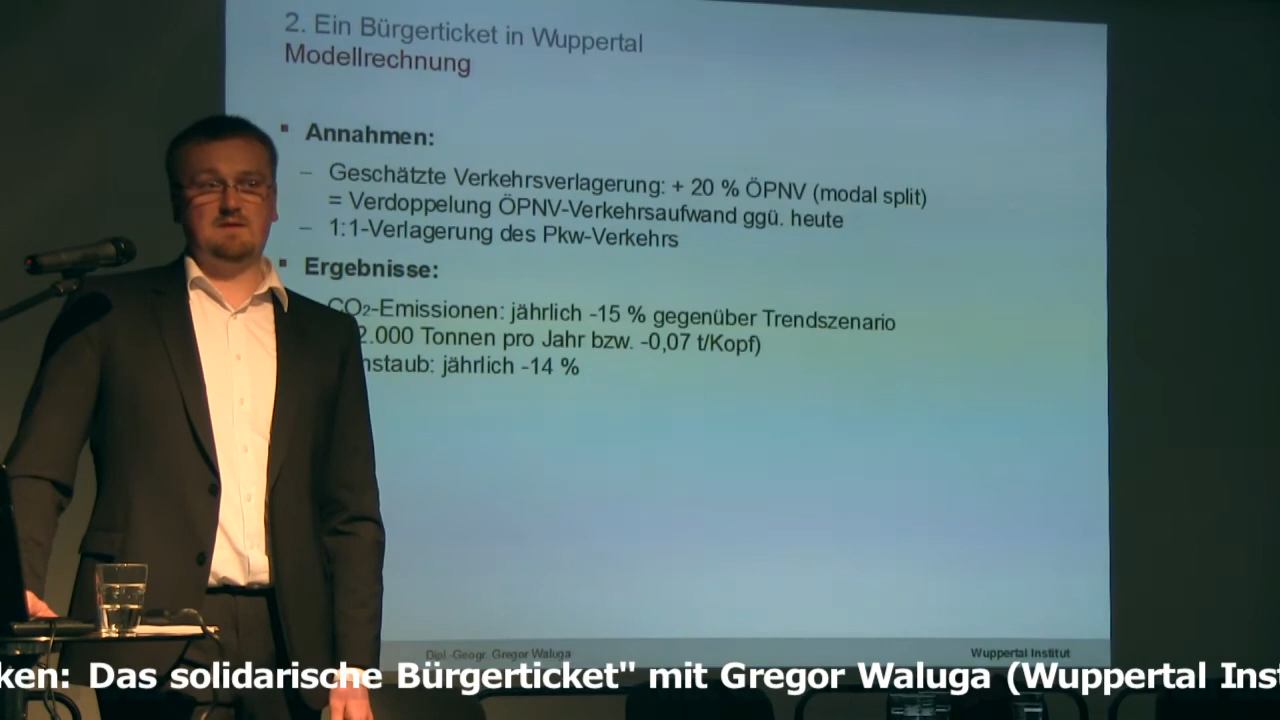 2. Ein Bürgerticket in Wuppertal
Modellrechnung
Annahmen:
– Geschätzte Verkehrsverlagerung: + 20 % ÖPNV (modal split)
= Verdoppelung ÖPNV-Verkehrsaufwand ggü. heute
– 1:1-Verlagerung des Pkw-Verkehrs
Ergebnisse:
CO₂-Emissionen: jährlich -15 % gegenüber Trendszenario
2.000 Tonnen pro Jahr bzw. -0,07 t/Kopf)
nstaub: jährlich -14 %
Dipl.-Geogr. Gregor Waluga
Wuppertal Institut
ken: Das solidarische Bürgerticket" mit Gregor Waluga (Wuppertal Inst